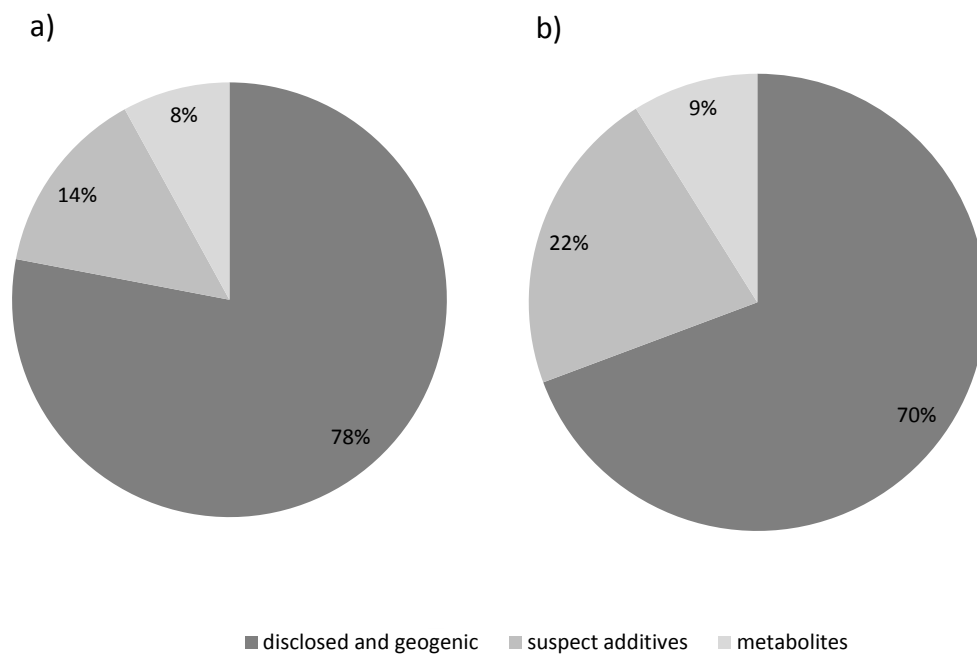 a)
b)
8%
14%
78%
9%
22%
70%
disclosed and geogenic suspect additives metabolites